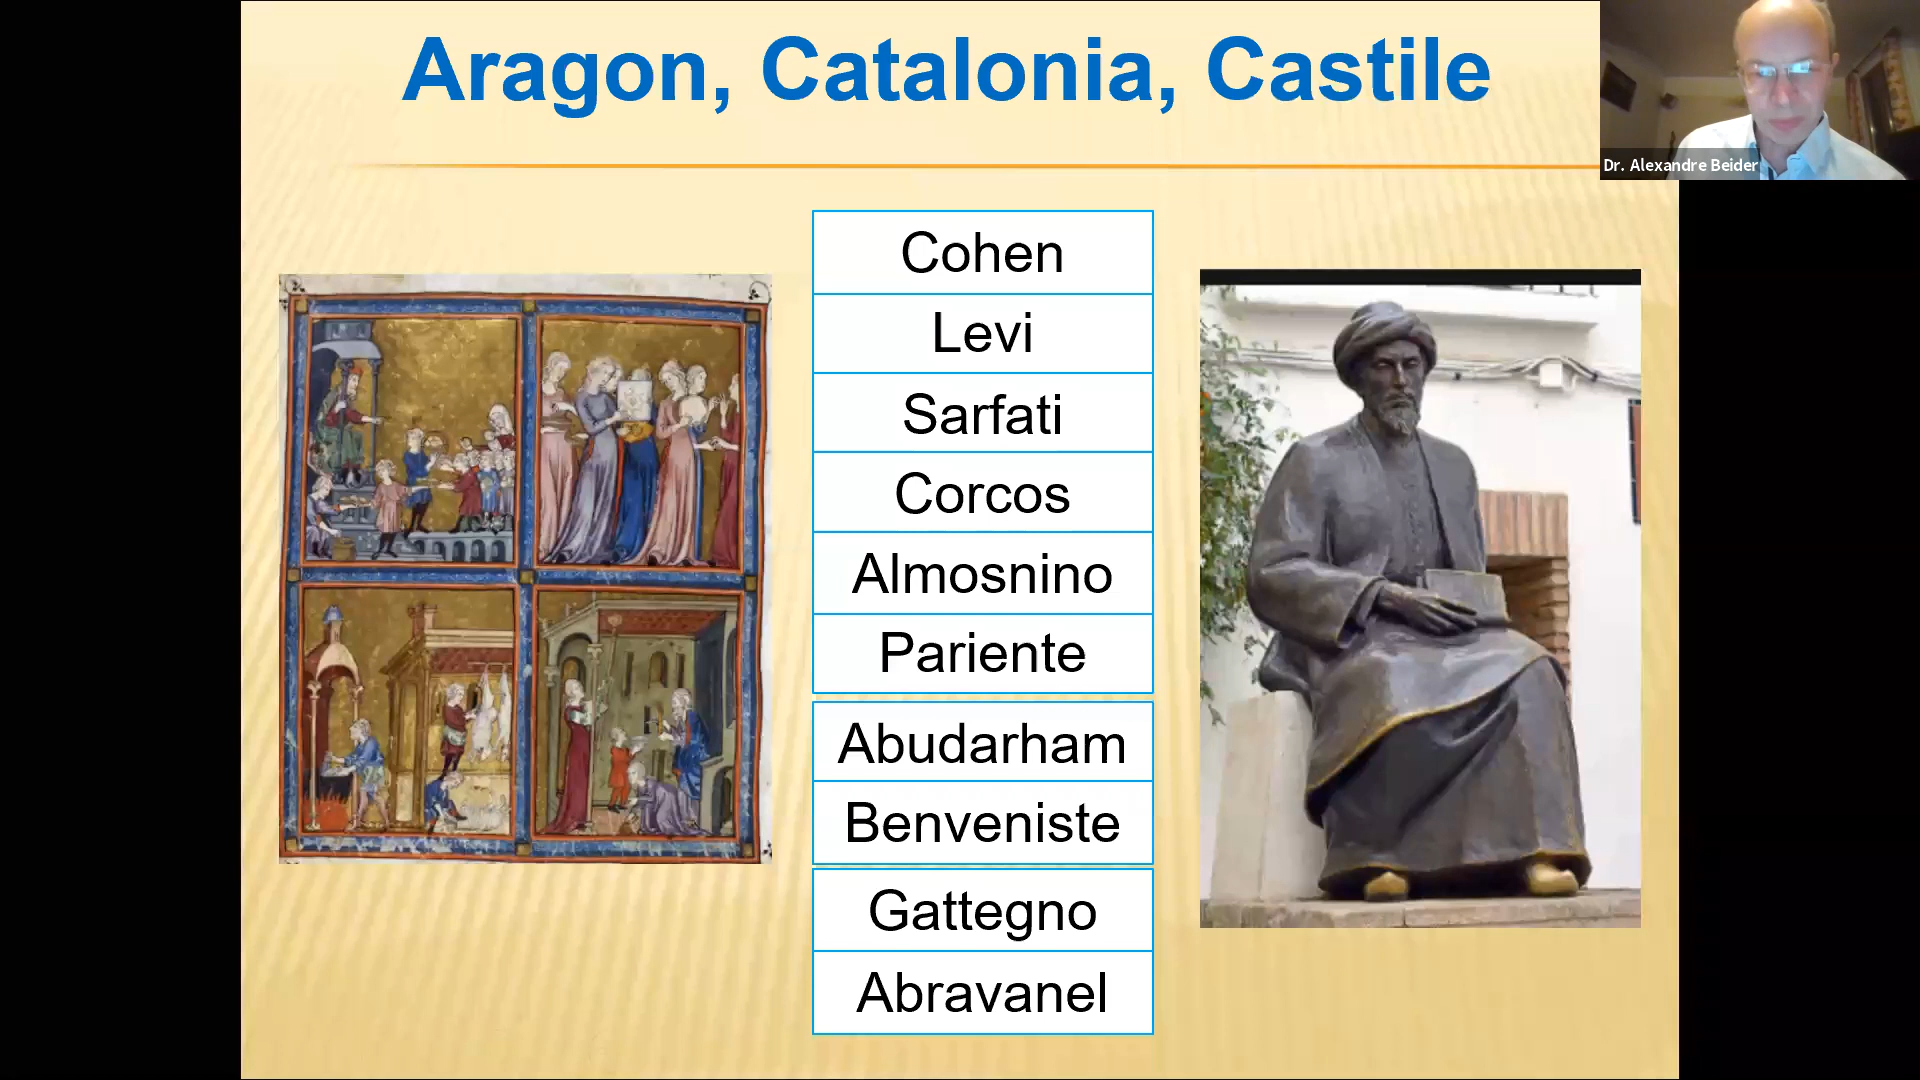 Aragon, Catalonia, Castile
Dr. Alexandre Beider
Cohen
Levi
Sarfati
Corcos
Almosnino
Pariente
Abudarham
Benveniste
Gattegno
Abravanel